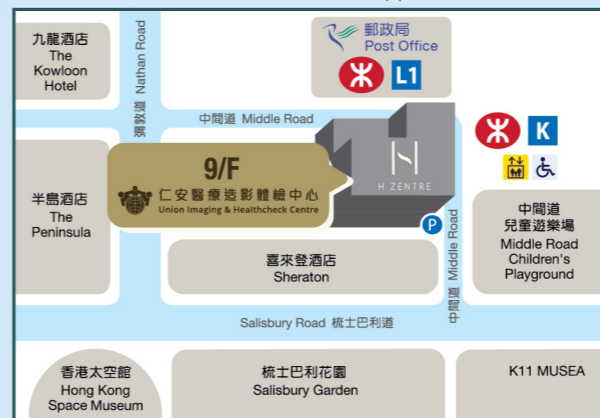 九龍酒店
The
Kowloon
Hotel
彌敦道 Nathan Road
郵政局
Post Office
L1
中間道 Middle Road
K
9/F
仁安醫療造影體檢中心
Union Imaging & Healthcheck Centre
H ZENTRE
P
半島酒店
The
Peninsula
中間道 Middle Road
中間道
兒童遊樂場
Middle Road
Children's
Playground
喜來登酒店
Sheraton
Salisbury Road 梳士巴利道
香港太空館
Hong Kong
Space Museum
梳士巴利花園
Salisbury Garden
K11 MUSEA